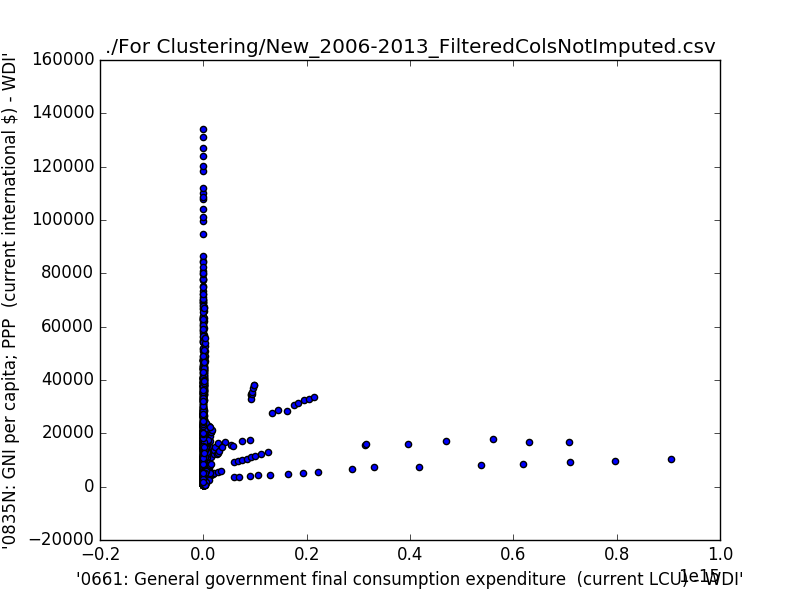 ./For Clustering/New_2006-2013_FilteredColsNotImputed.csv
'0835N: GNI per capita; PPP (current international $) - WDI'
160000
140000
120000
100000
80000
60000
40000
20000
0
−20000
−0.2 0.0 0.2 0.4 0.6 0.8 1.0
1e15
'0661: General government final consumption expenditure (current LCU) - WDI'